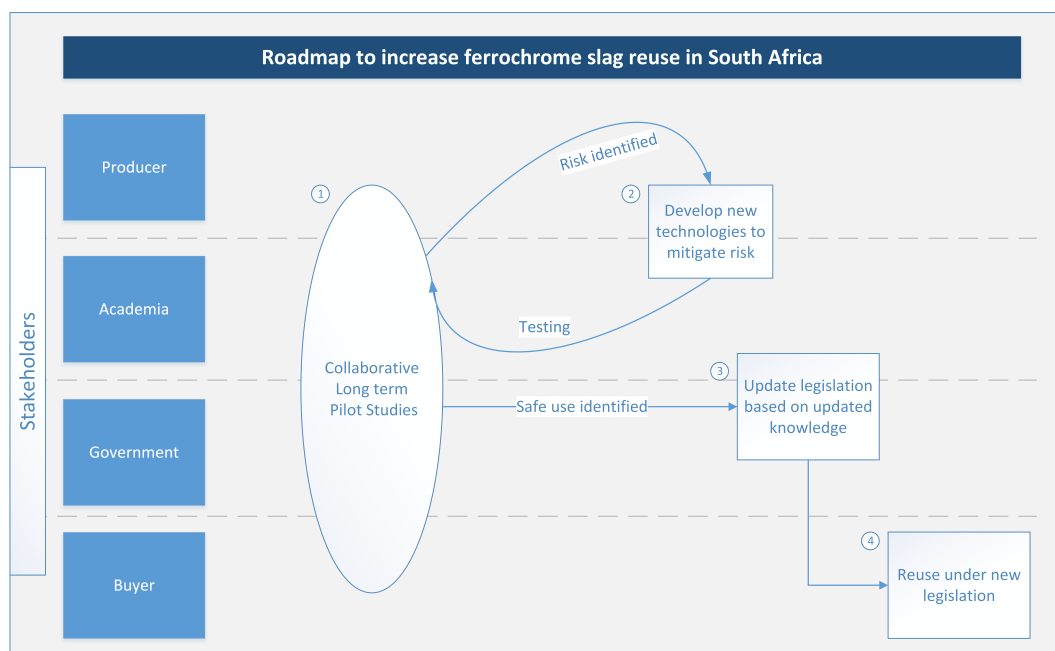 Roadmap to increase ferrochrome slag reuse in South Africa
Stakeholders
Producer
Academia
Government
Buyer
1
Collaborative
Long term
Pilot Studies
Risk identified
2
Develop new
technologies to
mitigate risk
Testing
Safe use identified
3
Update legislation
based on updated
knowledge
4
Reuse under new
legislation